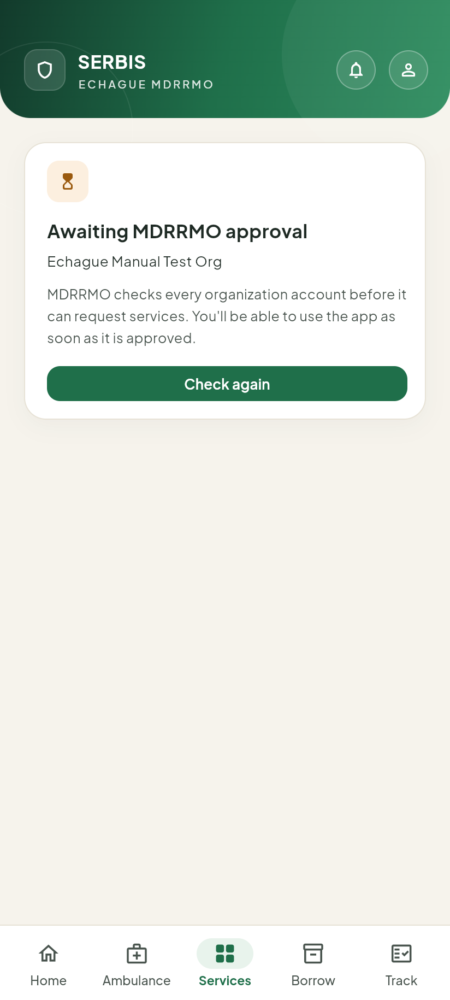 SERBIS
ECHAGUE MDRRMO
Awaiting MDRRMO approval
Echague Manual Test Org
MDRRMO checks every organization account before it
can request services. You'll be able to use the app as
soon as it is approved.
Check again
Home
Ambulance
Services
Borrow
Track